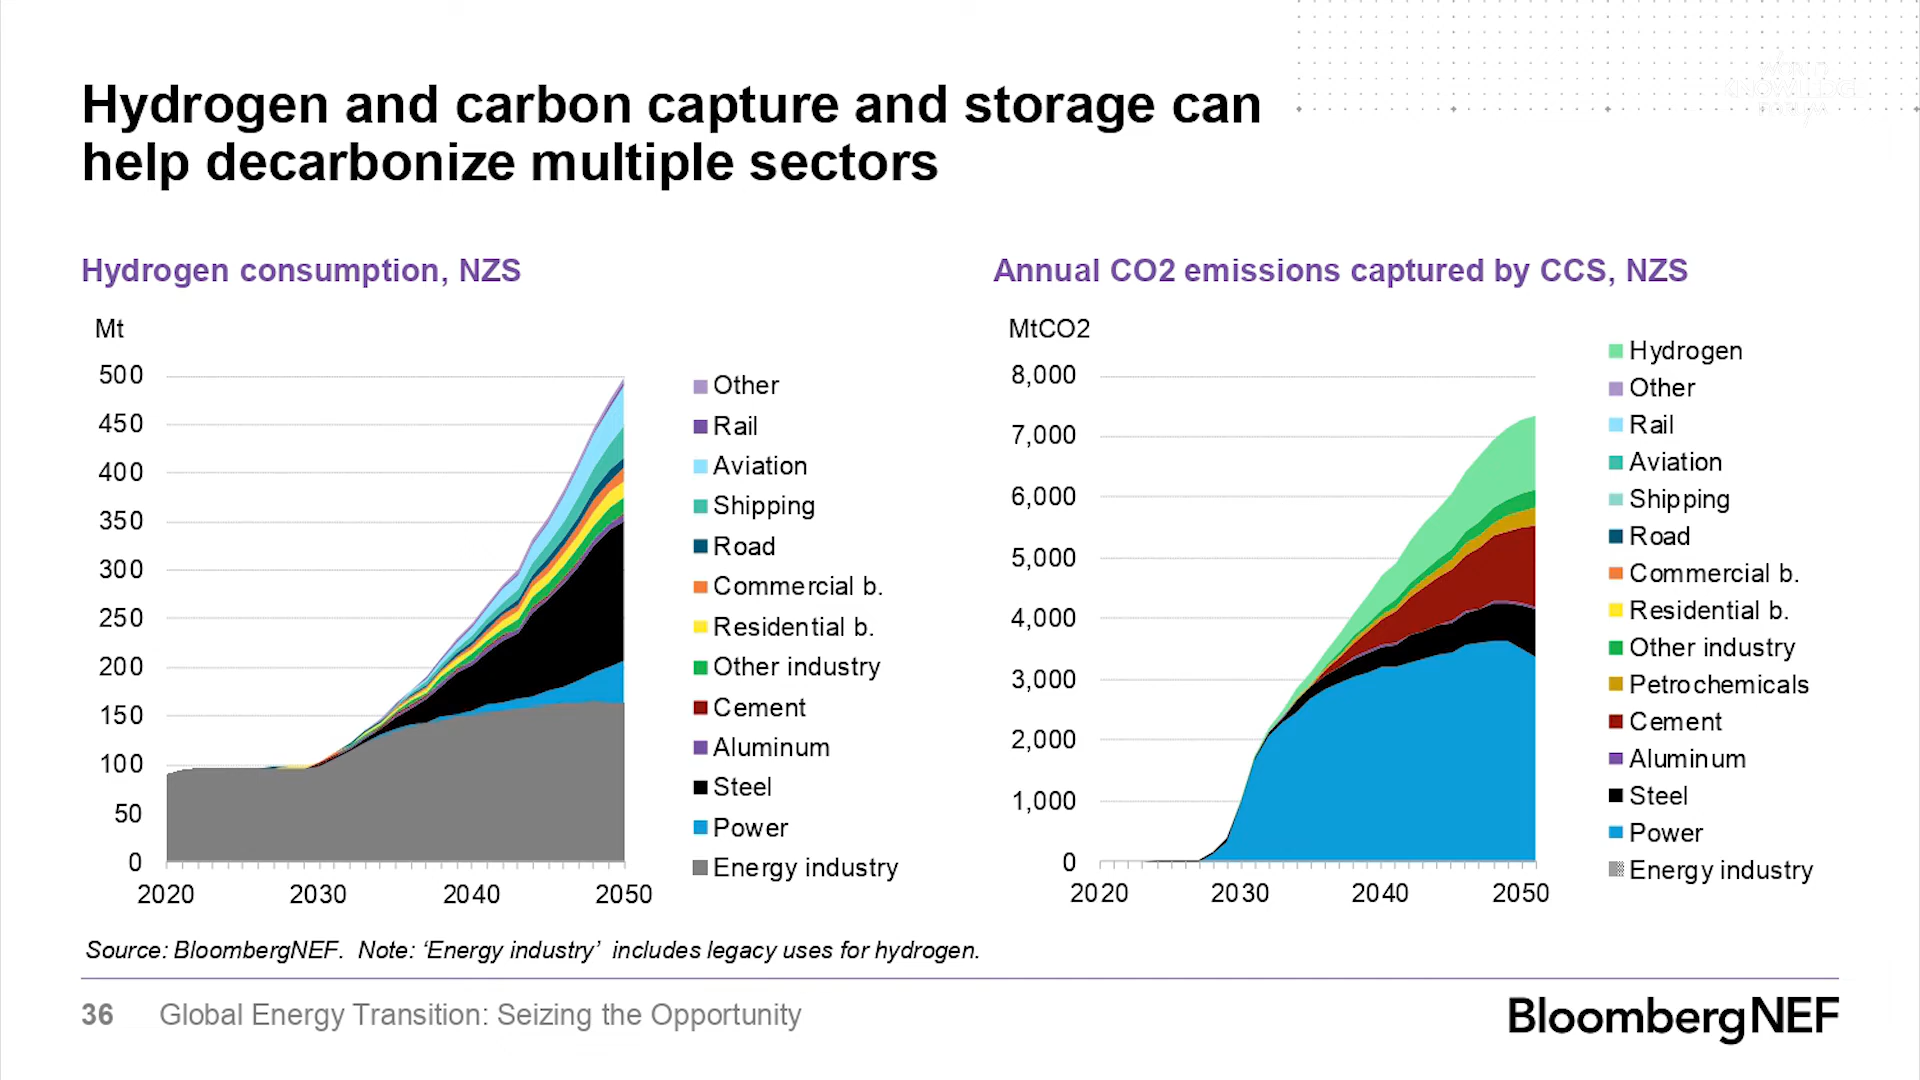 Hydrogen and carbon capture and storage can
help decarbonize multiple sectors
Hydrogen consumption, NZS
Mt
500
450
400
350
300
250
200
150
100
50
0
2020 2030 2040 2050
Other
Rail
Aviation
Shipping
Road
Commercial b.
Residential b.
Other industry
Cement
Aluminum
Steel
Power
Energy industry
Annual CO2 emissions captured by CCS, NZS
MtCO2
8,000
7,000
6,000
5,000
4,000
3,000
2,000
1,000
0
2020 2030 2040 2050
Hydrogen
Other
Rail
Aviation
Shipping
Road
Commercial b.
Residential b.
Other industry
Petrochemicals
Cement
Aluminum
Steel
Power
Energy industry
Source: BloombergNEF. Note: ‘Energy industry’ includes legacy uses for hydrogen.
36 Global Energy Transition: Seizing the Opportunity
BloombergNEF